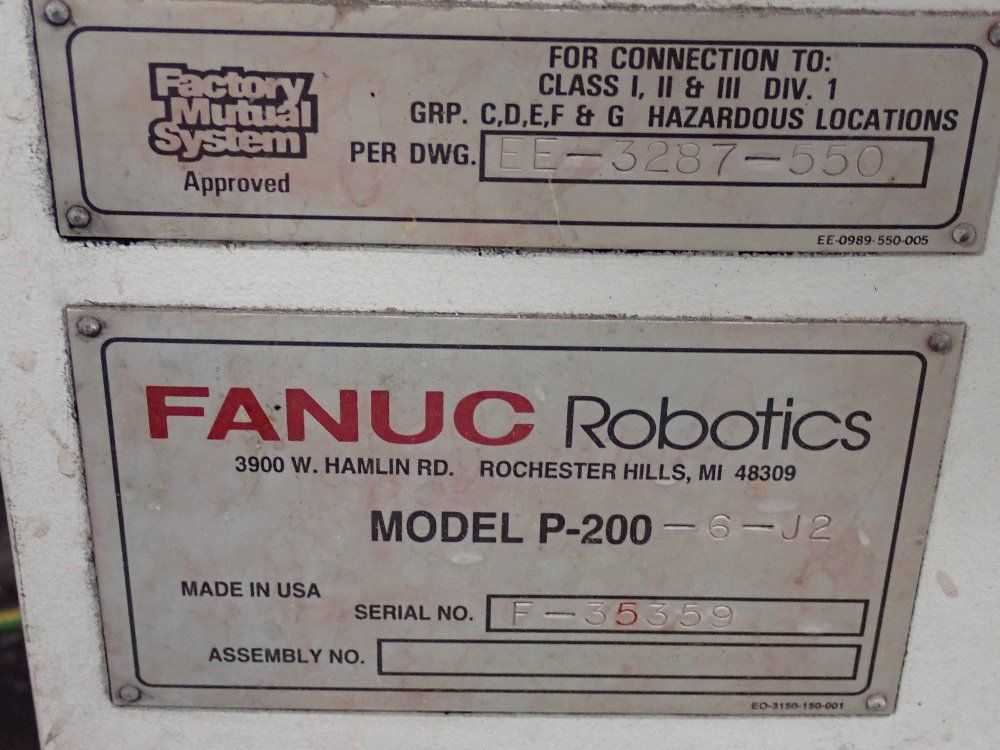 Factory
Mutual
System
Approved
FOR CONNECTION TO:
CLASS I, II & III DIV. 1
GRP. C,D,E,F & G HAZARDOUS LOCATIONS
PER DWG. EE-3287-550
EE-0989-550-005
FANUC Robotics
3900 W. HAMLIN RD. ROCHESTER HILLS, MI 48309
MODEL P-200-6-J2
MADE IN USA
SERIAL NO. F-35359
ASSEMBLY NO.
EO-3150-150-001